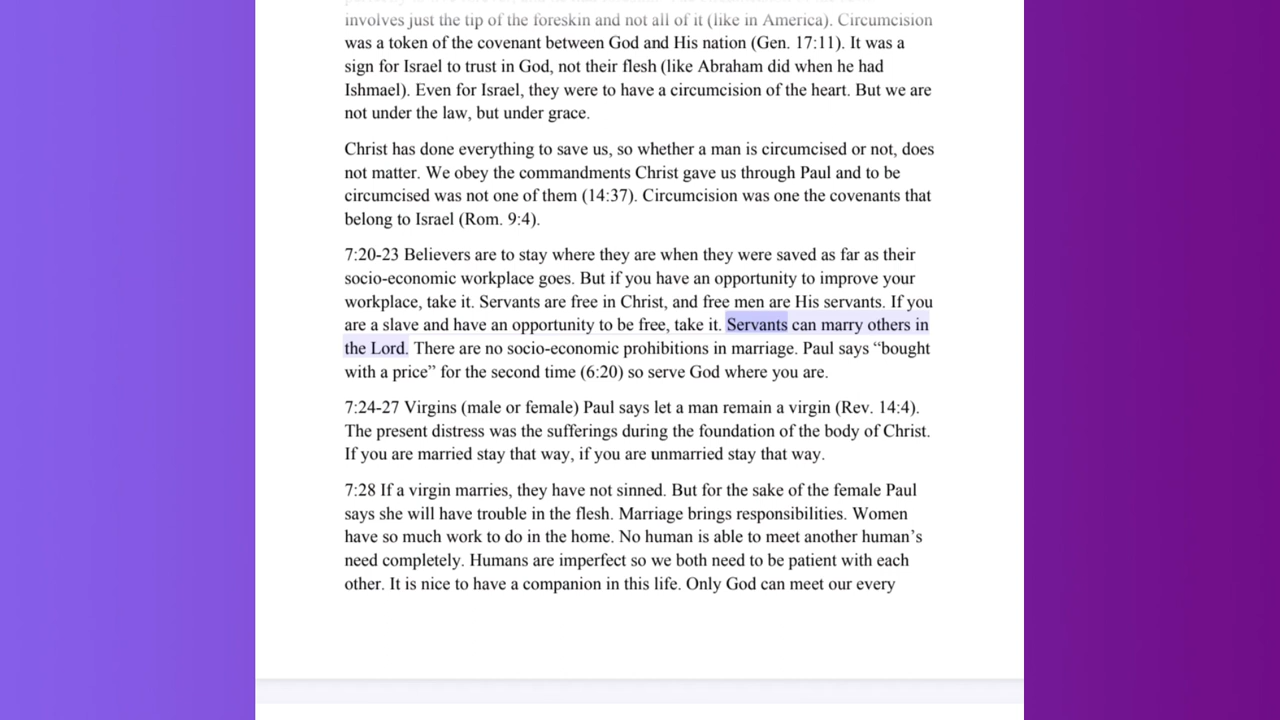 involves just the tip of the foreskin and not all of it (like in America). Circumcision
was a token of the covenant between God and His nation (Gen. 17:11). It was a
sign for Israel to trust in God, not their flesh (like Abraham did when he had
Ishmael). Even for Israel, they were to have a circumcision of the heart. But we are
not under the law, but under grace.
Christ has done everything to save us, so whether a man is circumcised or not, does
not matter. We obey the commandments Christ gave us through Paul and to be
circumcised was not one of them (14:37). Circumcision was one the covenants that
belong to Israel (Rom. 9:4).
7:20-23 Believers are to stay where they are when they were saved as far as their
socio-economic workplace goes. But if you have an opportunity to improve your
workplace, take it. Servants are free in Christ, and free men are His servants. If you
are a slave and have an opportunity to be free, take it. Servants can marry others in
the Lord. There are no socio-economic prohibitions in marriage. Paul says “bought
with a price” for the second time (6:20) so serve God where you are.
7:24-27 Virgins (male or female) Paul says let a man remain a virgin (Rev. 14:4).
The present distress was the sufferings during the foundation of the body of Christ.
If you are married stay that way, if you are unmarried stay that way.
7:28 If a virgin marries, they have not sinned. But for the sake of the female Paul
says she will have trouble in the flesh. Marriage brings responsibilities. Women
have so much work to do in the home. No human is able to meet another human’s
need completely. Humans are imperfect so we both need to be patient with each
other. It is nice to have a companion in this life. Only God can meet our every